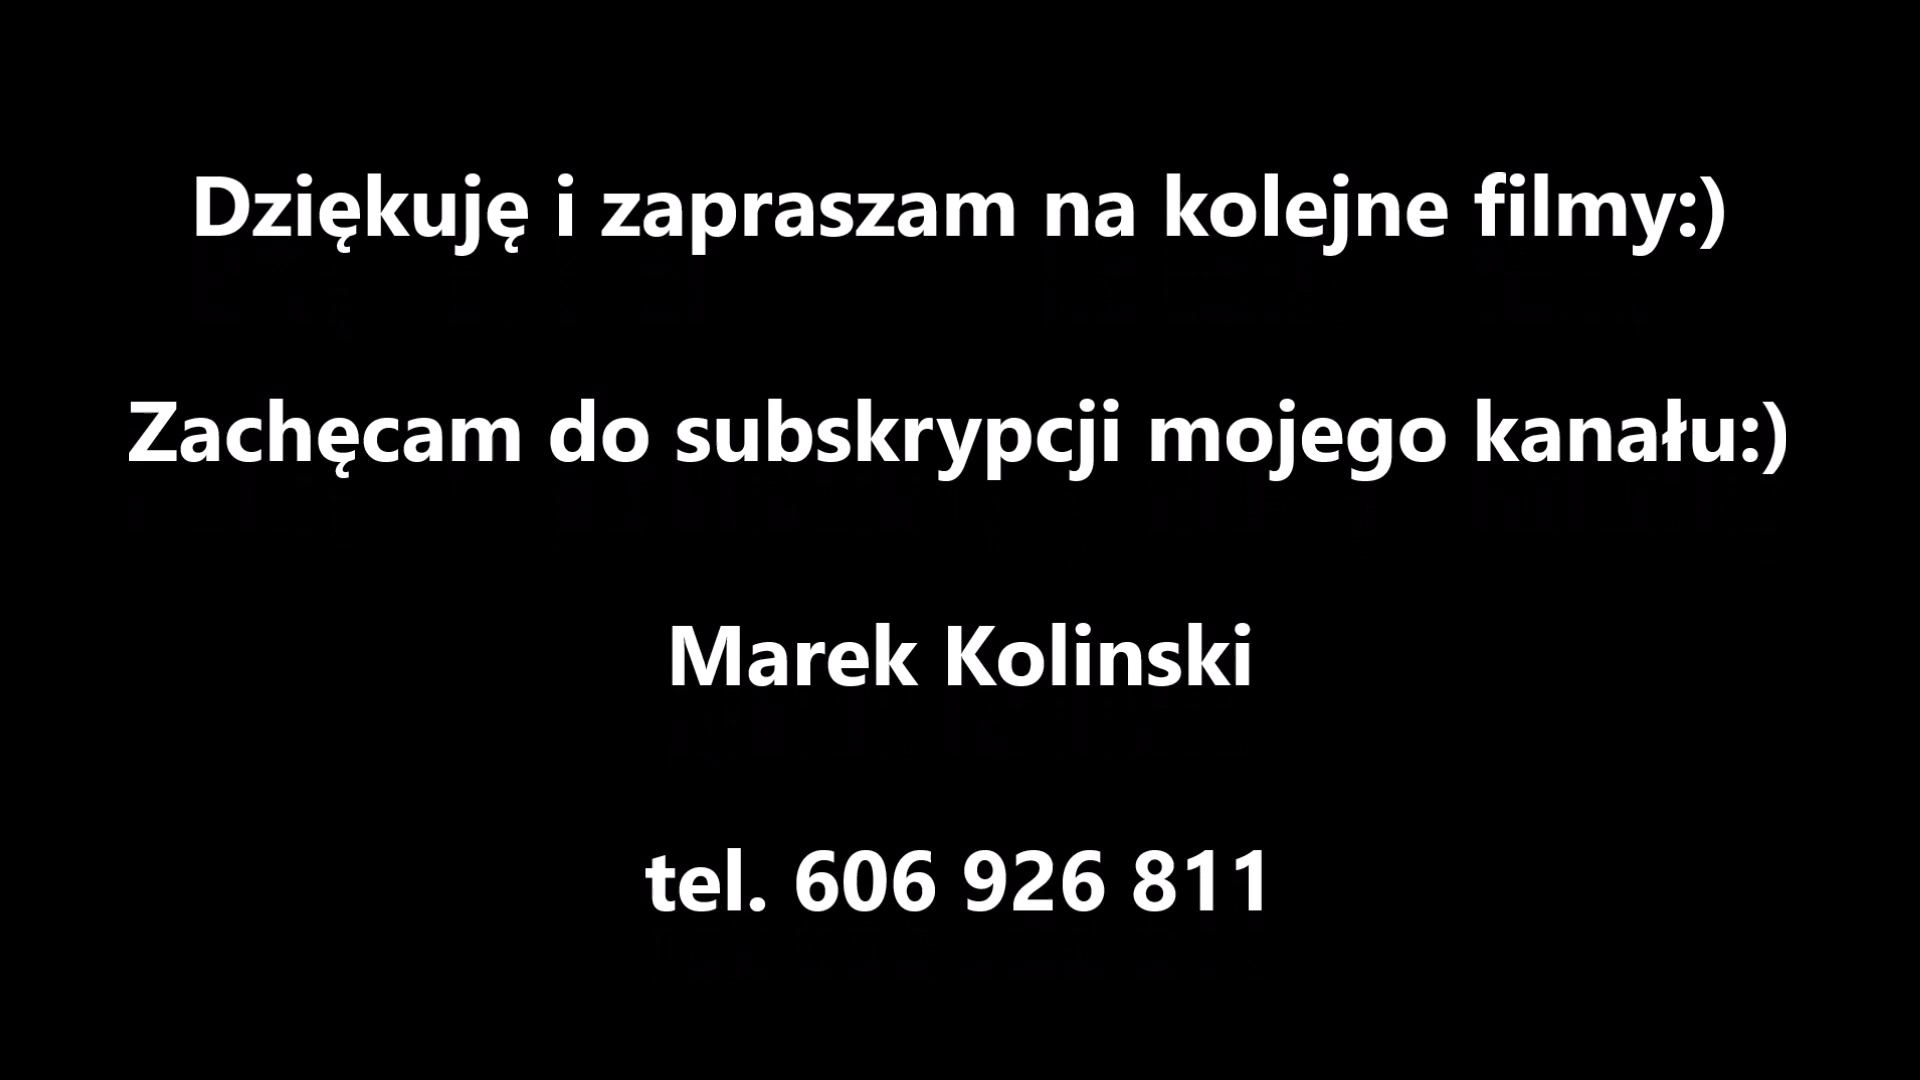 Dziękuję i zapraszam na kolejne filmy:)
Zachęcam do subskrypcji mojego kanału:)
Marek Kolinski
tel. 606 926 811